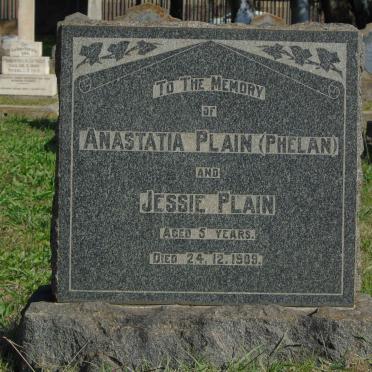 To The Memory
of
Anastatia Plain (Phelan)
and
Jessie Plain
Aged 5 Years.
Died 24.12.1909.